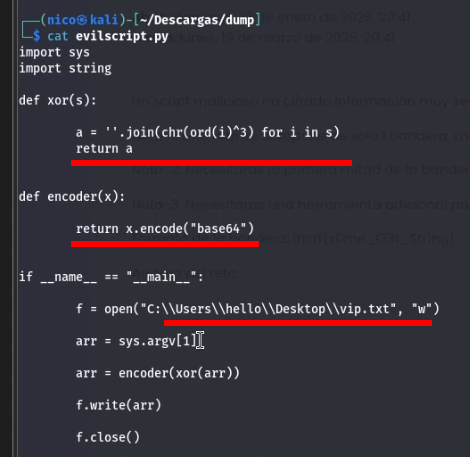 (nico㉿kali)-[~/Descargas/dump]
$ cat evilscript.py
import sys
import string
def xor(s):
a = ''.join(chr(ord(i)^3) for i in s)
return a
def encoder(x):
return x.encode("base64")
if __name__ == "__main__":
f = open("C:\\Users\\hello\\Desktop\\vip.txt", "w")
arr = sys.argv[1]
arr = encoder(xor(arr))
f.write(arr)
f.close()